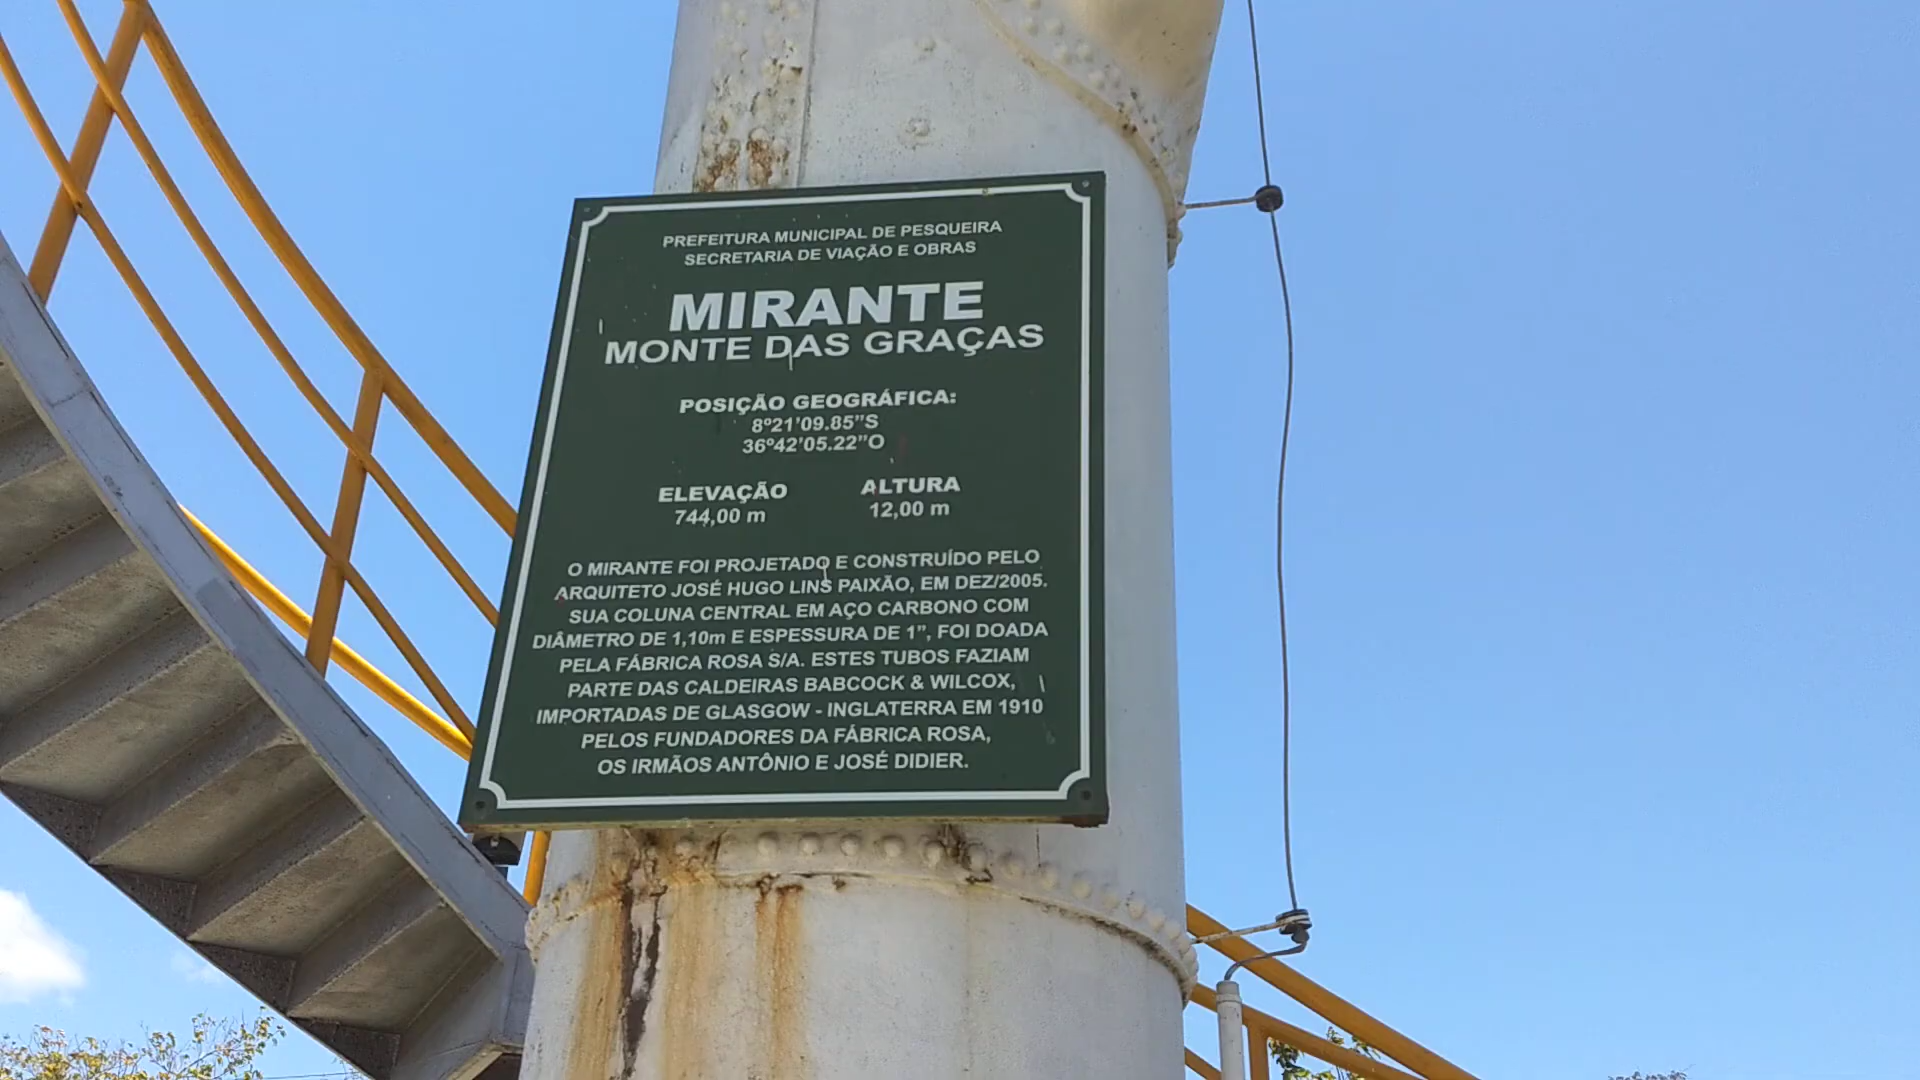 PREFEITURA MUNICIPAL DE PESQUEIRA
SECRETARIA DE VIAÇÃO E OBRAS
MIRANTE
MONTE DAS GRAÇAS
POSIÇÃO GEOGRÁFICA:
8º21'09.85"S
36º42'05.22"O
ELEVAÇÃO ALTURA
744,00 m 12,00 m
O MIRANTE FOI PROJETADO E CONSTRUÍDO PELO
ARQUITETO JOSÉ HUGO LINS PAIXÃO, EM DEZ/2005.
SUA COLUNA CENTRAL EM AÇO CARBONO COM
DIÂMETRO DE 1,10m E ESPESSURA DE 1", FOI DOADA
PELA FÁBRICA ROSA S/A. ESTES TUBOS FAZIAM
PARTE DAS CALDEIRAS BABCOCK & WILCOX,
IMPORTADAS DE GLASGOW - INGLATERRA EM 1910
PELOS FUNDADORES DA FÁBRICA ROSA,
OS IRMÃOS ANTÔNIO E JOSÉ DIDIER.